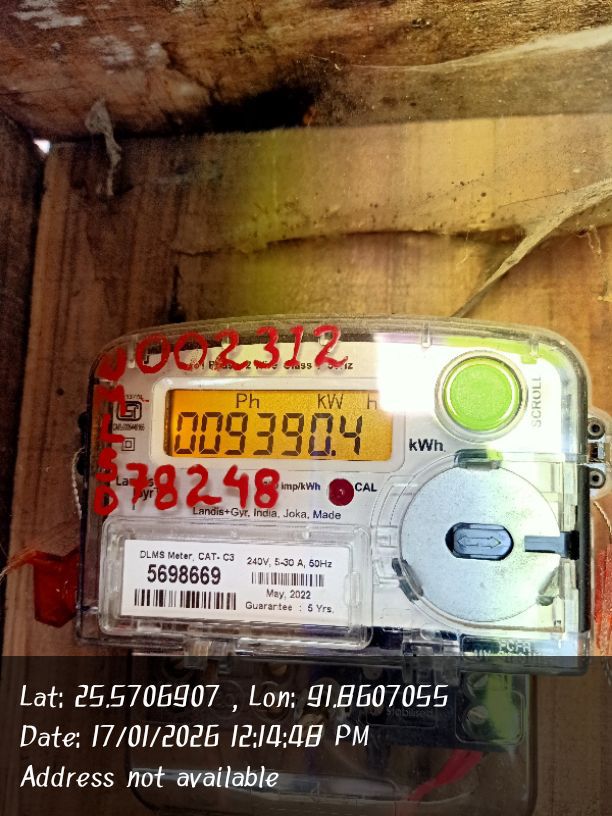 002312
Ph kW H
009390.4
kWh
SCROLL
78248
imp/kWh CAL
Landis+Gyr, India, Joka, Made
DLMS Meter, CAT- C3
5698669
240V, 5-30 A, 50Hz
May, 2022
Guarantee : 5 Yrs.
Lat: 25.5706907 , Lon: 91.8607055
Date: 17/01/2026 12:14:48 PM
Address not available